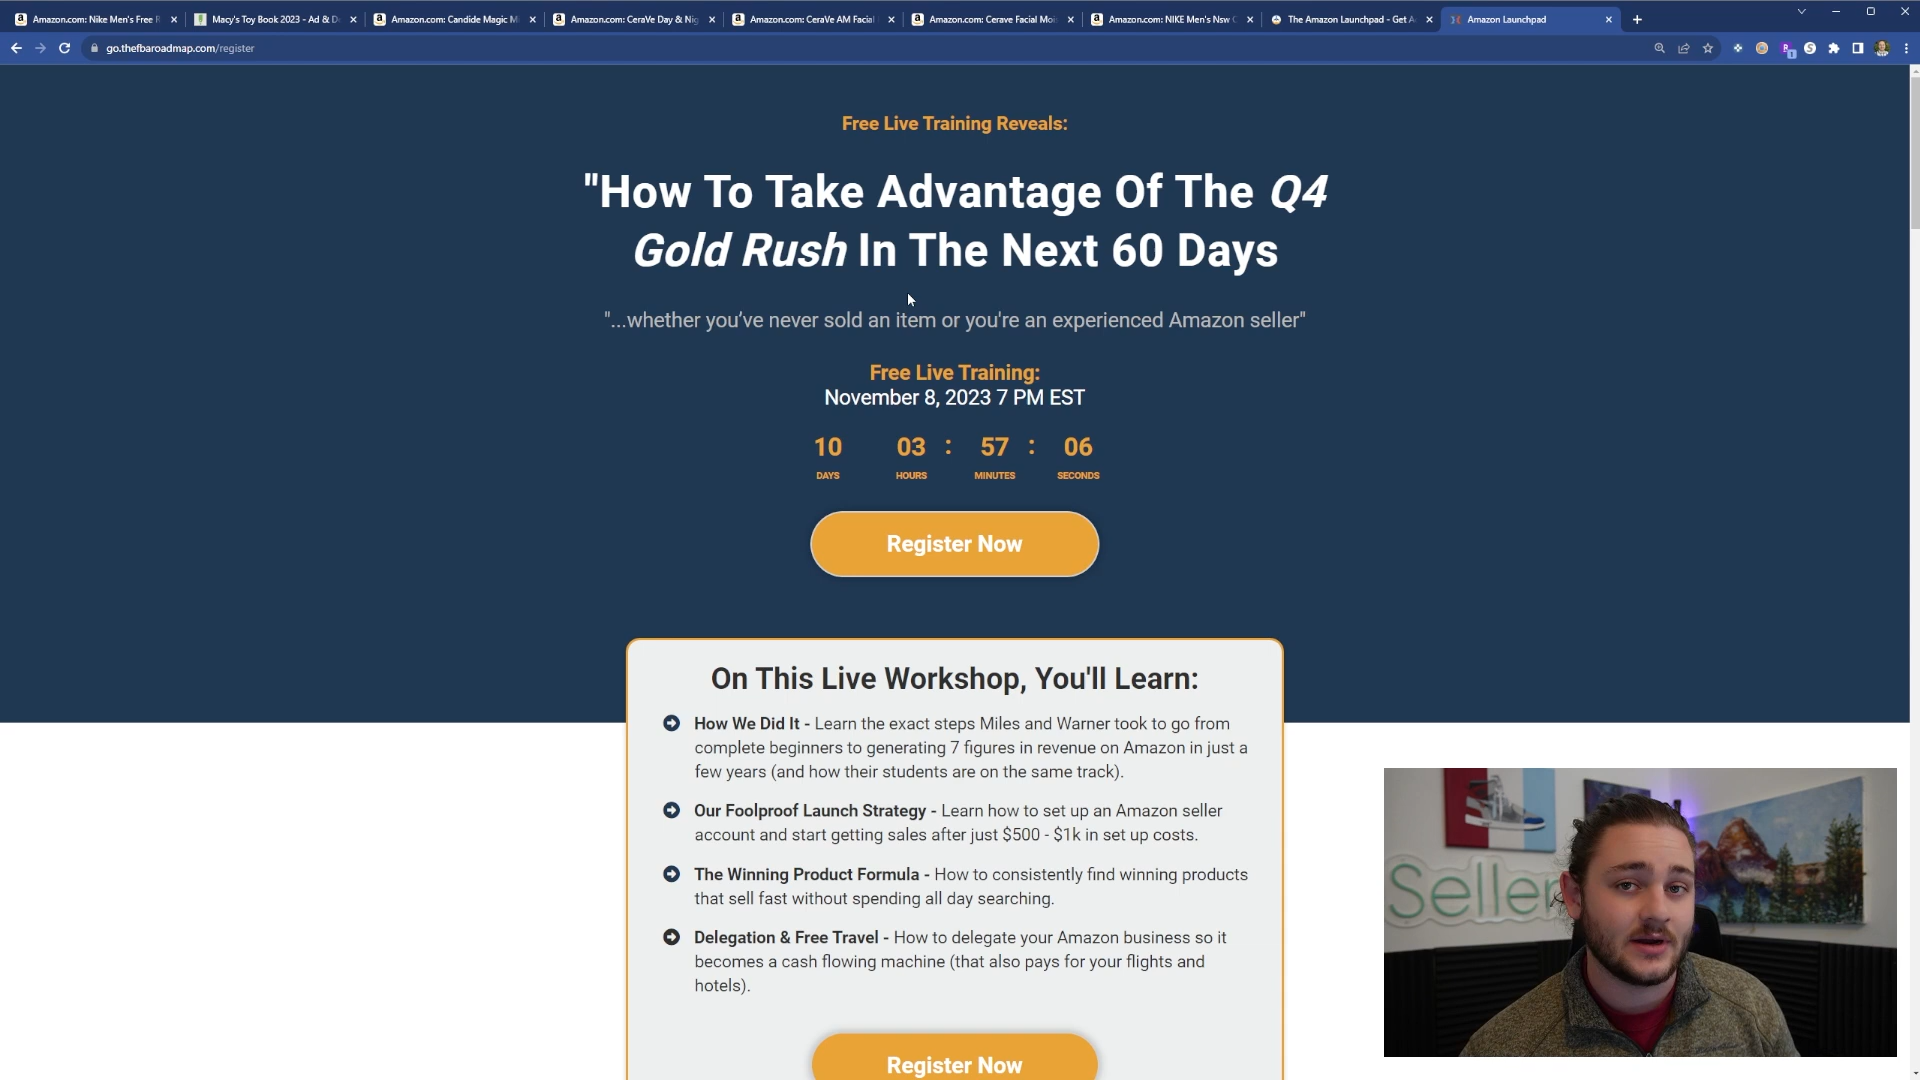 Amazon.com: Nike Men's Free R
Macy's Toy Book 2023 - Ad & De
Amazon.com: Candide Magic M
Amazon.com: CeraVe Day & Nig
Amazon.com: CeraVe AM Facial
Amazon.com: Cerave Facial Moi
Amazon.com: NIKE Men's Nsw C
The Amazon Launchpad - Get A
Amazon Launchpad
go.thefbaroadmap.com/register
Free Live Training Reveals:
"How To Take Advantage Of The Q4
Gold Rush In The Next 60 Days
"...whether you’ve never sold an item or you're an experienced Amazon seller"
Free Live Training:
November 8, 2023 7 PM EST
10 03 : 57 : 06
DAYS HOURS MINUTES SECONDS
Register Now
On This Live Workshop, You'll Learn:
How We Did It - Learn the exact steps Miles and Warner took to go from
complete beginners to generating 7 figures in revenue on Amazon in just a
few years (and how their students are on the same track).
Our Foolproof Launch Strategy - Learn how to set up an Amazon seller
account and start getting sales after just $500 - $1k in set up costs.
The Winning Product Formula - How to consistently find winning products
that sell fast without spending all day searching.
Delegation & Free Travel - How to delegate your Amazon business so it
becomes a cash flowing machine (that also pays for your flights and
hotels).
Register Now
Seller